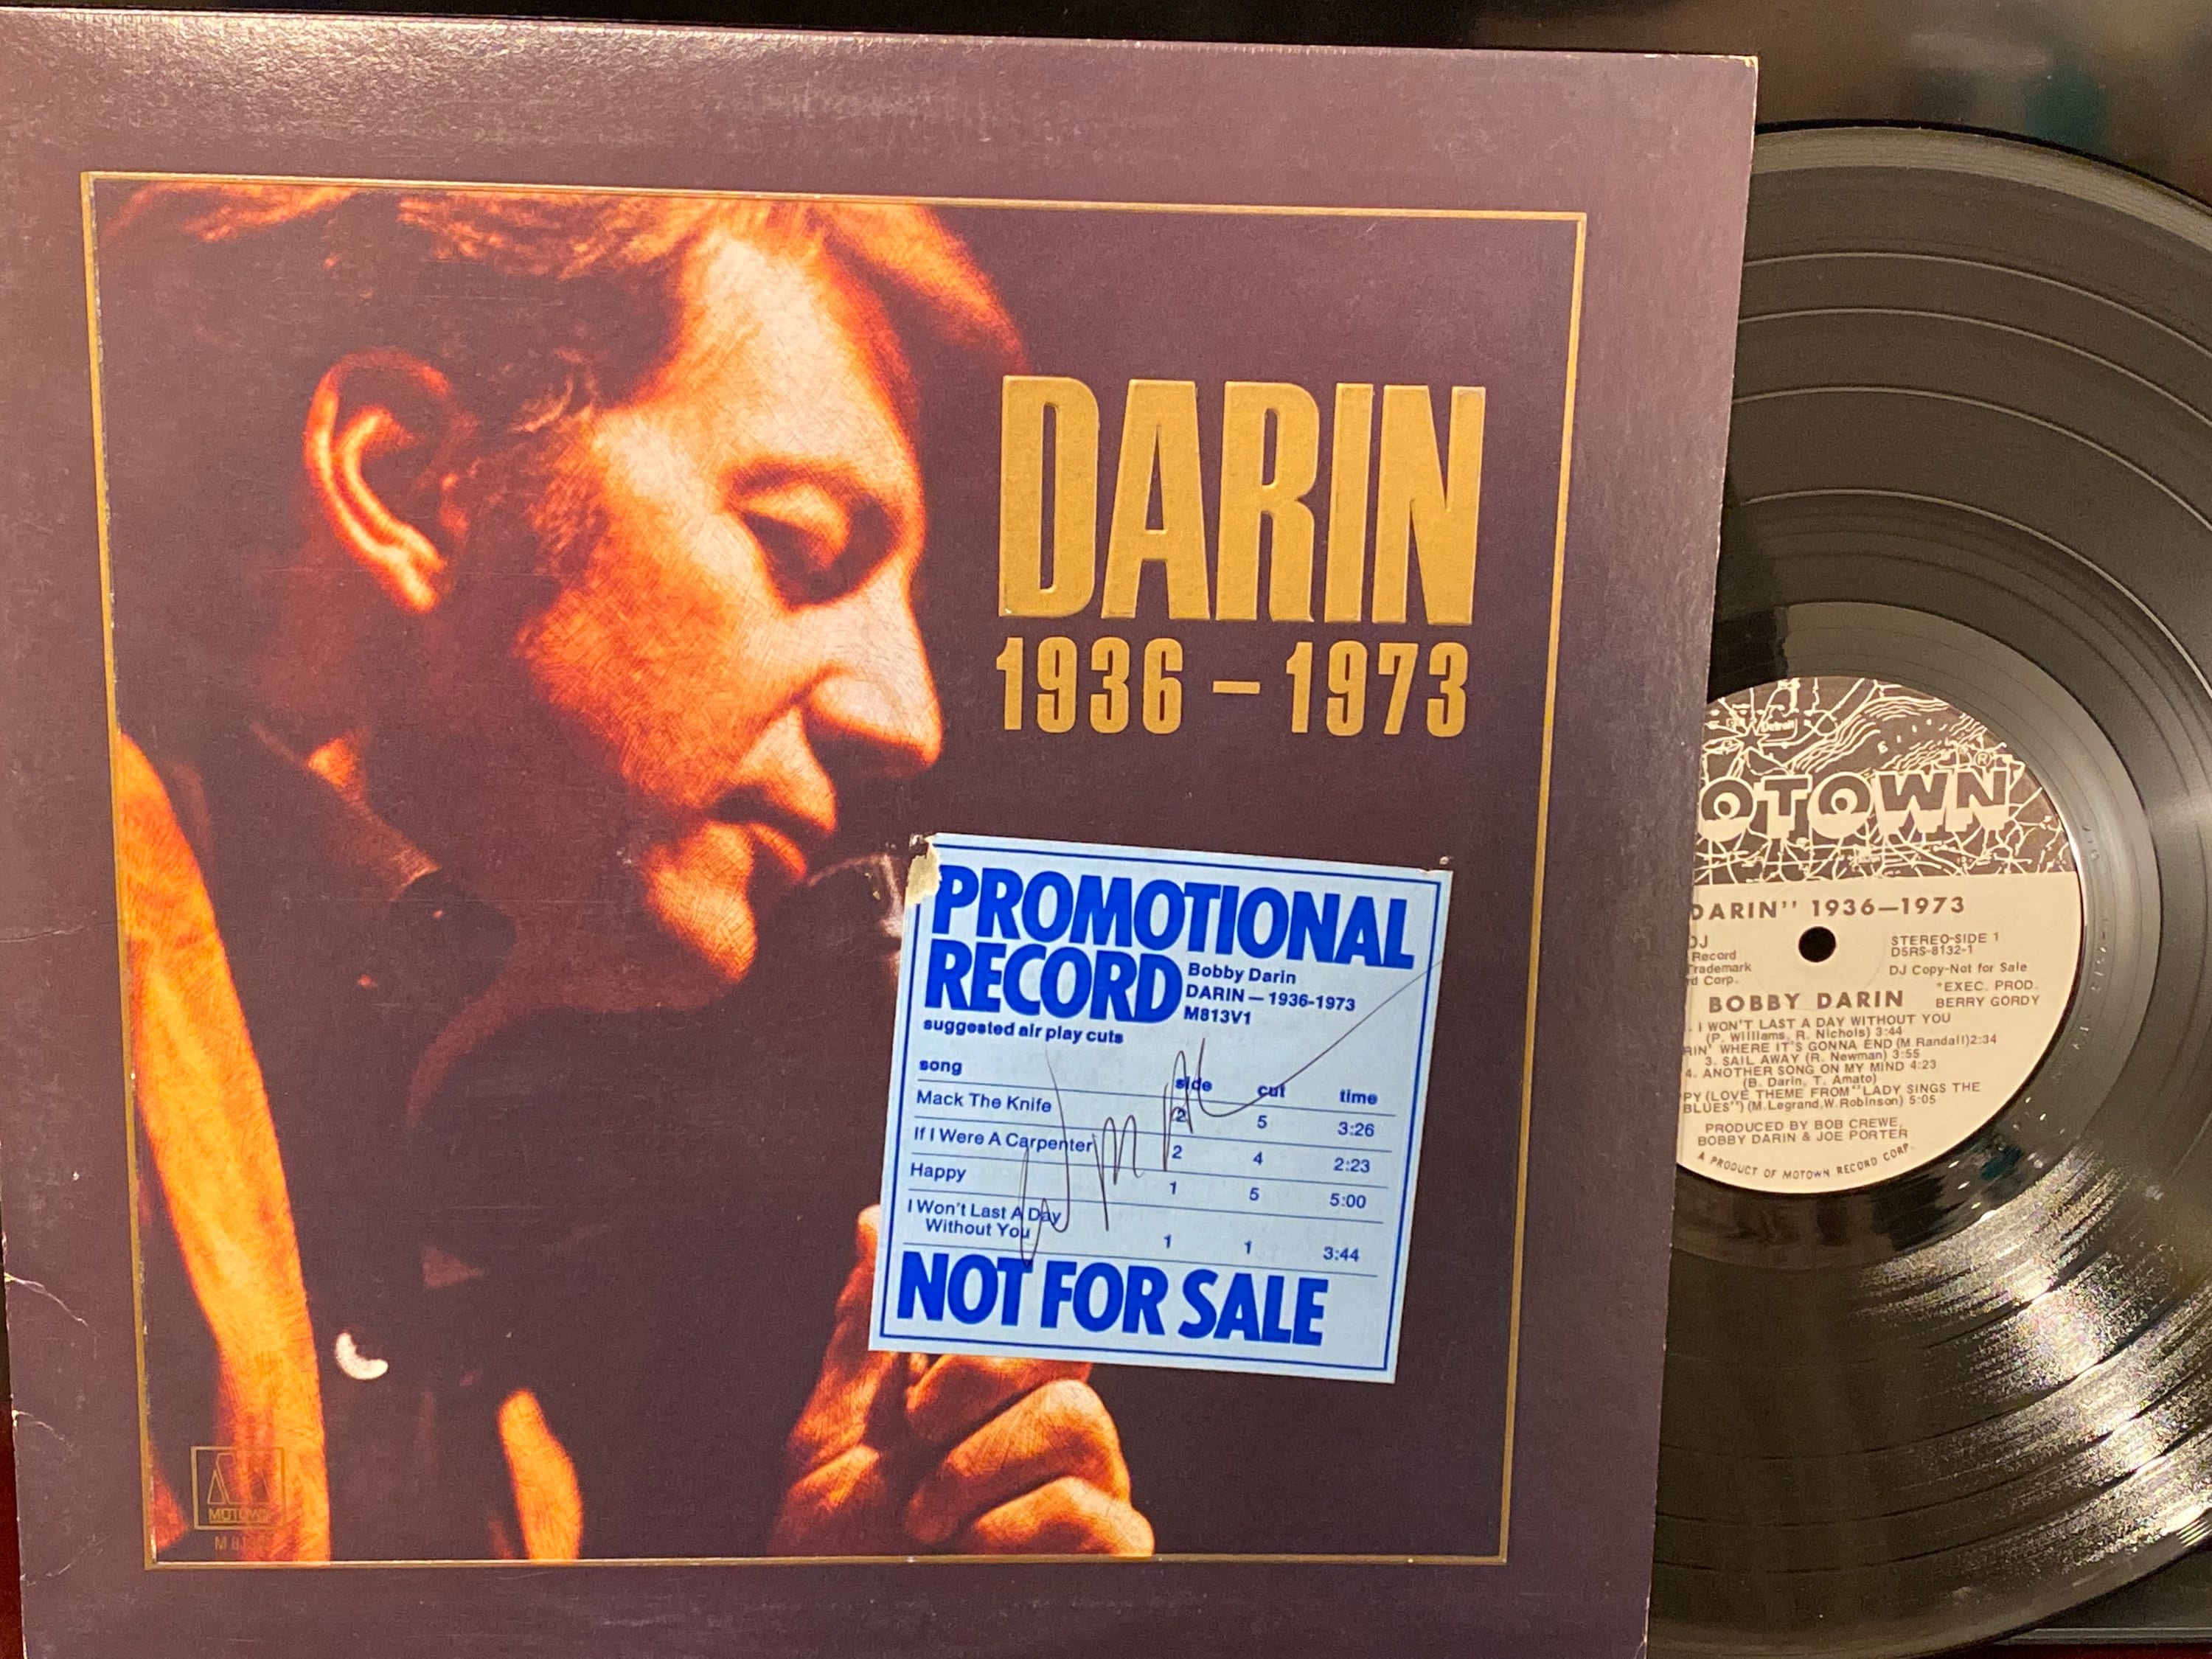 DARIN
1936 – 1973
PROMOTIONAL
RECORD
Bobby Darin
DARIN — 1936-1973
M813V1
suggested air play cuts
song side cut time
Mack The Knife 2 5 3:26
If I Were A Carpenter 2 4 2:23
Happy 1 5 5:00
I Won't Last A Day
Without You 1 1 3:44
NOT FOR SALE
MOTOWN
Detroit
OTOWN
DARIN" 1936—1973
DJ
Record
Trademark
rd Corp.
STEREO-SIDE 1
D5RS-8132-1
DJ Copy-Not for Sale
*EXEC. PROD.
BERRY GORDY
BOBBY DARIN
. I WON'T LAST A DAY WITHOUT YOU
(P. Williams, R. Nichols) 3:44
RIN' WHERE IT'S GONNA END (M. Randall) 2:34
3. SAIL AWAY (R. Newman) 3:55
4. ANOTHER SONG ON MY MIND 4:23
(B. Darin, T. Amato)
PY (LOVE THEME FROM "LADY SINGS THE
BLUES") (M. Legrand, W. Robinson) 5:05
PRODUCED BY BOB CREWE,
BOBBY DARIN & JOE PORTER
A PRODUCT OF MOTOWN RECORD CORP.